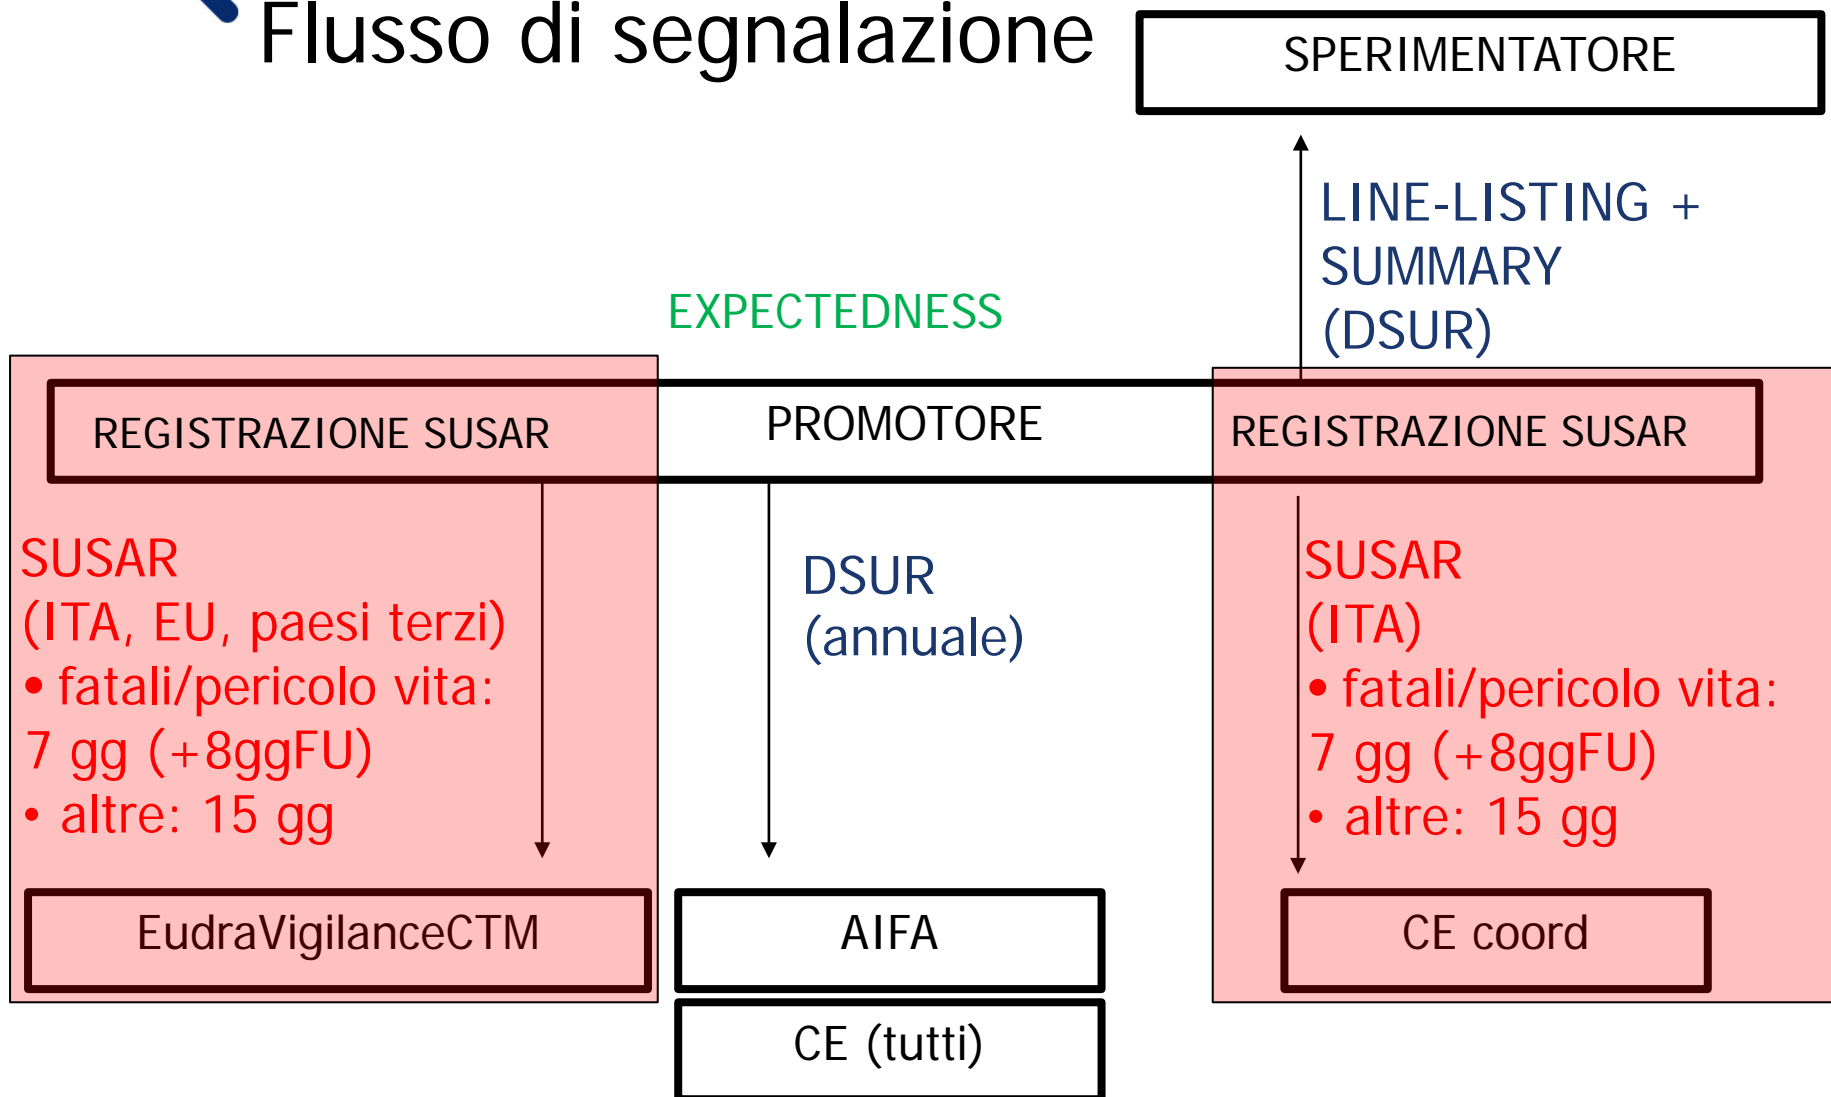 Flusso di segnalazione
SPERIMENTATORE
LINE-LISTING +
SUMMARY
(DSUR)
EXPECTEDNESS
REGISTRAZIONE SUSAR
PROMOTORE
REGISTRAZIONE SUSAR
SUSAR
(ITA, EU, paesi terzi)
• fatali/pericolo vita:
7 gg (+8ggFU)
• altre: 15 gg
DSUR
(annuale)
SUSAR
(ITA)
• fatali/pericolo vita:
7 gg (+8ggFU)
• altre: 15 gg
EudraVigilanceCTM
AIFA
CE coord
CE (tutti)